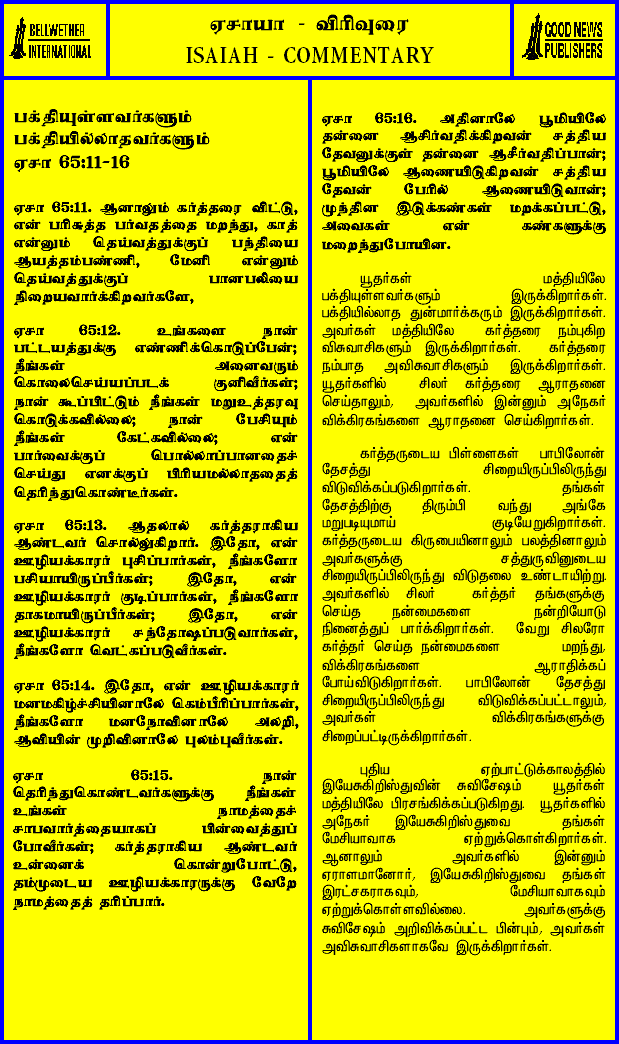 BELLWETHER
INTERNATIONAL
ஏசாயா - விரிவுரை
ISAIAH - COMMENTARY
GOOD NEWS
PUBLISHERS
பக்தியுள்ளவர்களும்
பக்தியில்லாதவர்களும்
ஏசா 65:11-16
ஏசா 65:11. ஆனாலும் கர்த்தரை விட்டு,
என் பரிசுத்த பர்வதத்தை மறந்து, காத்
என்னும் தெய்வத்துக்குப் பந்தியை
ஆயத்தம்பண்ணி, மேனி என்னும்
தெய்வத்துக்குப் பானபலியை
நிறையவார்க்கிறவர்களே,
ஏசா 65:12. உங்களை நான்
பட்டயத்துக்கு எண்ணிக்கொடுப்பேன்;
நீங்கள் அனைவரும்
கொலைசெய்யப்படக் குனிவீர்கள்;
நான் கூப்பிட்டும் நீங்கள் மறுஉத்தரவு
கொடுக்கவில்லை; நான் பேசியும்
நீங்கள் கேட்கவில்லை; என்
பார்வைக்குப் பொல்லாப்பானதைச்
செய்து எனக்குப் பிரியமல்லாததைத்
தெரிந்துகொண்டீர்கள்.
ஏசா 65:13. ஆதலால் கர்த்தராகிய
ஆண்டவர் சொல்லுகிறார். இதோ, என்
ஊழியக்காரர் புசிப்பார்கள், நீங்களோ
பசியாயிருப்பீர்கள்; இதோ, என்
ஊழியக்காரர் குடிப்பார்கள், நீங்களோ
தாகமாயிருப்பீர்கள்; இதோ, என்
ஊழியக்காரர் சந்தோஷப்படுவார்கள்,
நீங்களோ வெட்கப்படுவீர்கள்.
ஏசா 65:14. இதோ, என் ஊழியக்காரர்
மனமகிழ்ச்சியினாலே கெம்பீரிப்பார்கள்,
நீங்களோ மனநோவினாலே அலறி,
ஆவியின் முறிவினாலே புலம்புவீர்கள்.
ஏசா 65:15. நான்
தெரிந்துகொண்டவர்களுக்கு நீங்கள்
உங்கள் நாமத்தைச்
சாபவார்த்தையாகப் பின்வைத்துப்
போவீர்கள்; கர்த்தராகிய ஆண்டவர்
உன்னைக் கொன்றுபோட்டு,
தம்முடைய ஊழியக்காரருக்கு வேறே
நாமத்தைத் தரிப்பார்.
ஏசா 65:16. அதினாலே பூமியிலே
தன்னை ஆசிர்வதிக்கிறவன் சத்திய
தேவனுக்குள் தன்னை ஆசீர்வதிப்பான்;
பூமியிலே ஆணையிடுகிறவன் சத்திய
தேவன் பேரில் ஆணையிடுவான்;
முந்தின இடுக்கண்கள் மறக்கப்பட்டு,
அவைகள் என் கண்களுக்கு
மறைந்துபோயின.
யூதர்கள் மத்தியிலே
பக்தியுள்ளவர்களும் இருக்கிறார்கள்.
பக்தியில்லாத துன்மார்க்கரும் இருக்கிறார்கள்.
அவர்கள் மத்தியிலே கர்த்தரை நம்புகிற
விசுவாசிகளும் இருக்கிறார்கள். கர்த்தரை
நம்பாத அவிசுவாசிகளும் இருக்கிறார்கள்.
யூதர்களில் சிலர் கர்த்தரை ஆராதனை
செய்தாலும், அவர்களில் இன்னும் அநேகர்
விக்கிரகங்களை ஆராதனை செய்கிறார்கள்.
கர்த்தருடைய பிள்ளைகள் பாபிலோன்
தேசத்து சிறையிருப்பிலிருந்து
விடுவிக்கப்படுகிறார்கள். தங்கள்
தேசத்திற்கு திரும்பி வந்து அங்கே
மறுபடியுமாய் குடியேறுகிறார்கள்.
கர்த்தருடைய கிருபையினாலும் பலத்தினாலும்
அவர்களுக்கு சத்துருவினுடைய
சிறையிருப்பிலிருந்து விடுதலை உண்டாயிற்று.
அவர்களில் சிலர் கர்த்தர் தங்களுக்கு
செய்த நன்மைகளை நன்றியோடு
நினைத்துப் பார்க்கிறார்கள். வேறு சிலரோ
கர்த்தர் செய்த நன்மைகளை மறந்து,
விக்கிரகங்களை ஆராதிக்கப்
போய்விடுகிறார்கள். பாபிலோன் தேசத்து
சிறையிருப்பிலிருந்து விடுவிக்கப்பட்டாலும்,
அவர்கள் விக்கிரகங்களுக்கு
சிறைப்பட்டிருக்கிறார்கள்.
புதிய ஏற்பாட்டுக்காலத்தில்
இயேசுகிறிஸ்துவின் சுவிசேஷம் யூதர்கள்
மத்தியிலே பிரசங்கிக்கப்படுகிறது. யூதர்களில்
அநேகர் இயேசுகிறிஸ்துவை தங்கள்
மேசியாவாக ஏற்றுக்கொள்கிறார்கள்.
ஆனாலும் அவர்களில் இன்னும்
ஏராளமானோர், இயேசுகிறிஸ்துவை தங்கள்
இரட்சகராகவும், மேசியாவாகவும்
ஏற்றுக்கொள்ளவில்லை. அவர்களுக்கு
சுவிசேஷம் அறிவிக்கப்பட்ட பின்பும், அவர்கள்
அவிசுவாசிகளாகவே இருக்கிறார்கள்.